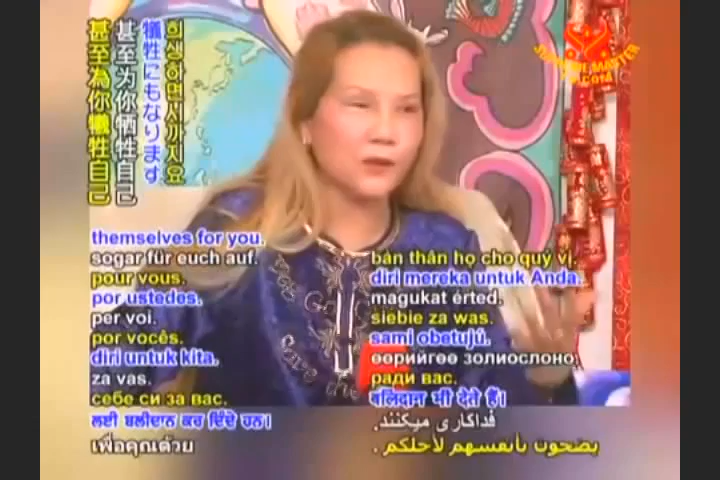 희생하면서까지요
犠牲にもなります
甚至为你牺牲自己
甚至為你犧牲自己
themselves for you.
sogar für euch auf.
pour vous.
por ustedes.
per voi.
por vocês.
diri untuk kita.
za vas.
себе си за вас.
ਲਈ ਬਲੀਦਾਨ ਕਰ ਦਿੰਦੇ ਹਨ।
เพื่อคุณด้วย
bản thân họ cho quý vị.
diri mereka untuk Anda.
magukat érted.
siebie za was.
sami obetujú.
өөрийгөө золиослоно,
ради вас.
बलिदान भी देते हैं।
فداکاری میکنند.
يضحون بأنفسهم لأجلكم.
SUPREME MASTER
TV.COM